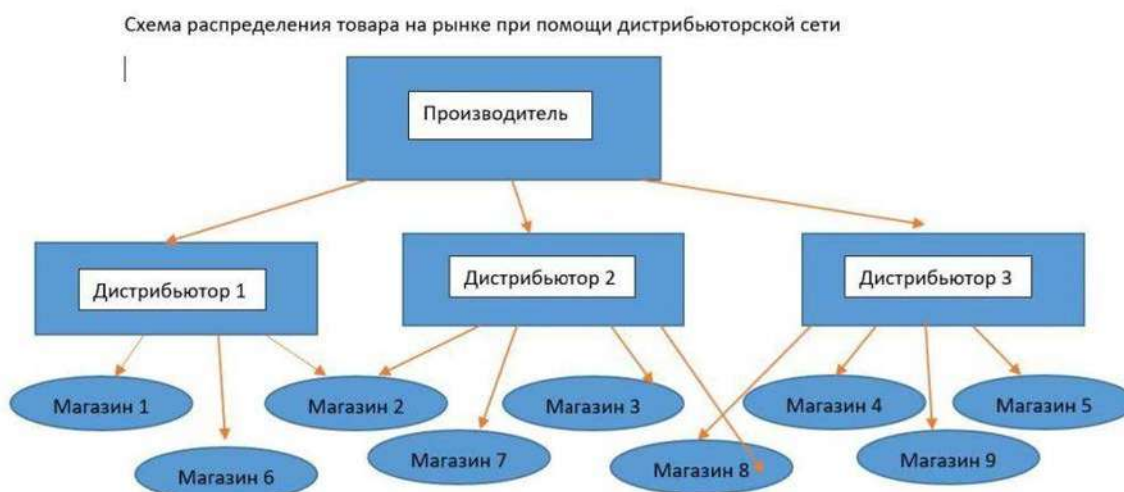 Схема распределения товара на рынке при помощи дистрибьюторской сети
Производитель
Дистрибьютор 1
Дистрибьютор 2
Дистрибьютор 3
Магазин 1
Магазин 2
Магазин 3
Магазин 4
Магазин 5
Магазин 6
Магазин 7
Магазин 8
Магазин 9